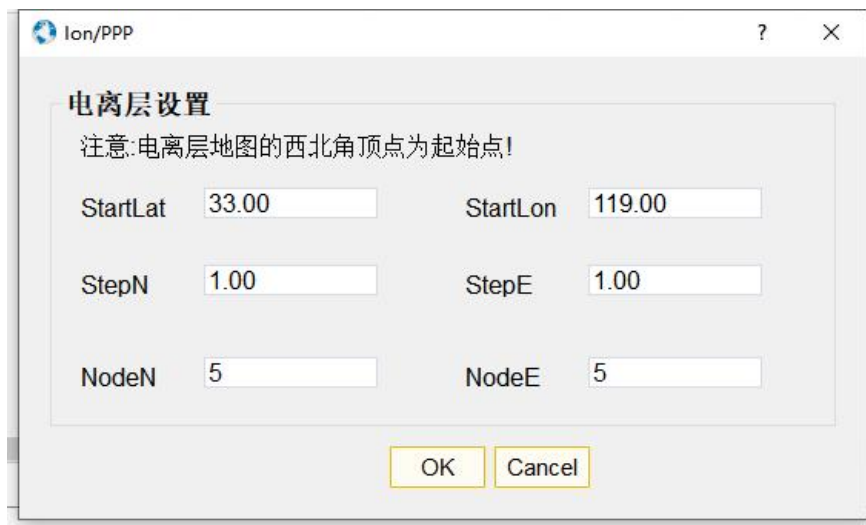 Ion/PPP
电离层设置
注意:电离层地图的西北角顶点为起始点!
StartLat 33.00 StartLon 119.00
StepN 1.00 StepE 1.00
NodeN 5 NodeE 5
OK Cancel